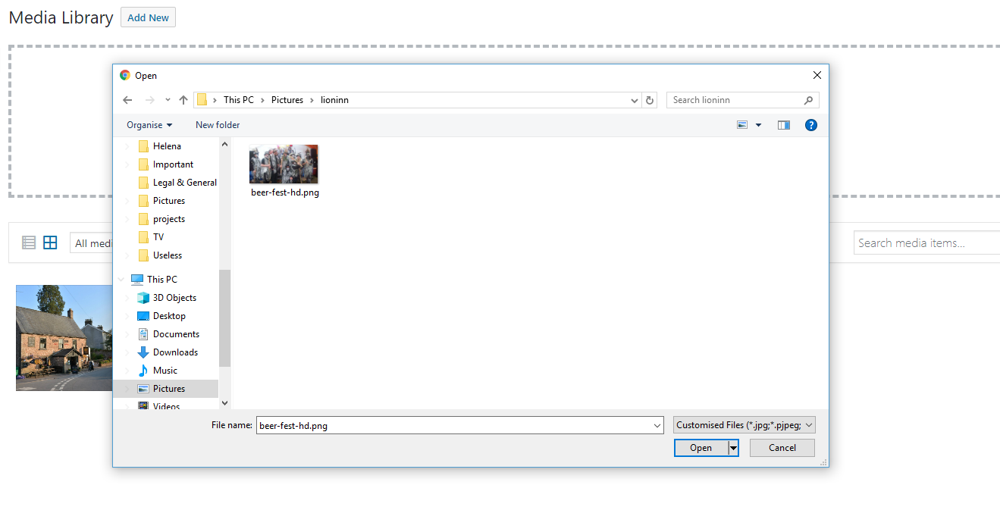 Media Library Add New
Open
This PC Pictures lioninn Search lioninn
Organise New folder
Helena
Important
Legal & General
Pictures
projects
TV
Useless
This PC
3D Objects
Desktop
Documents
Downloads
Music
Pictures
Videos
beer-fest-hd.png
File name: beer-fest-hd.png Customised Files (*.jpg;*.pjpeg;
Open Cancel
All medi
Search media items...